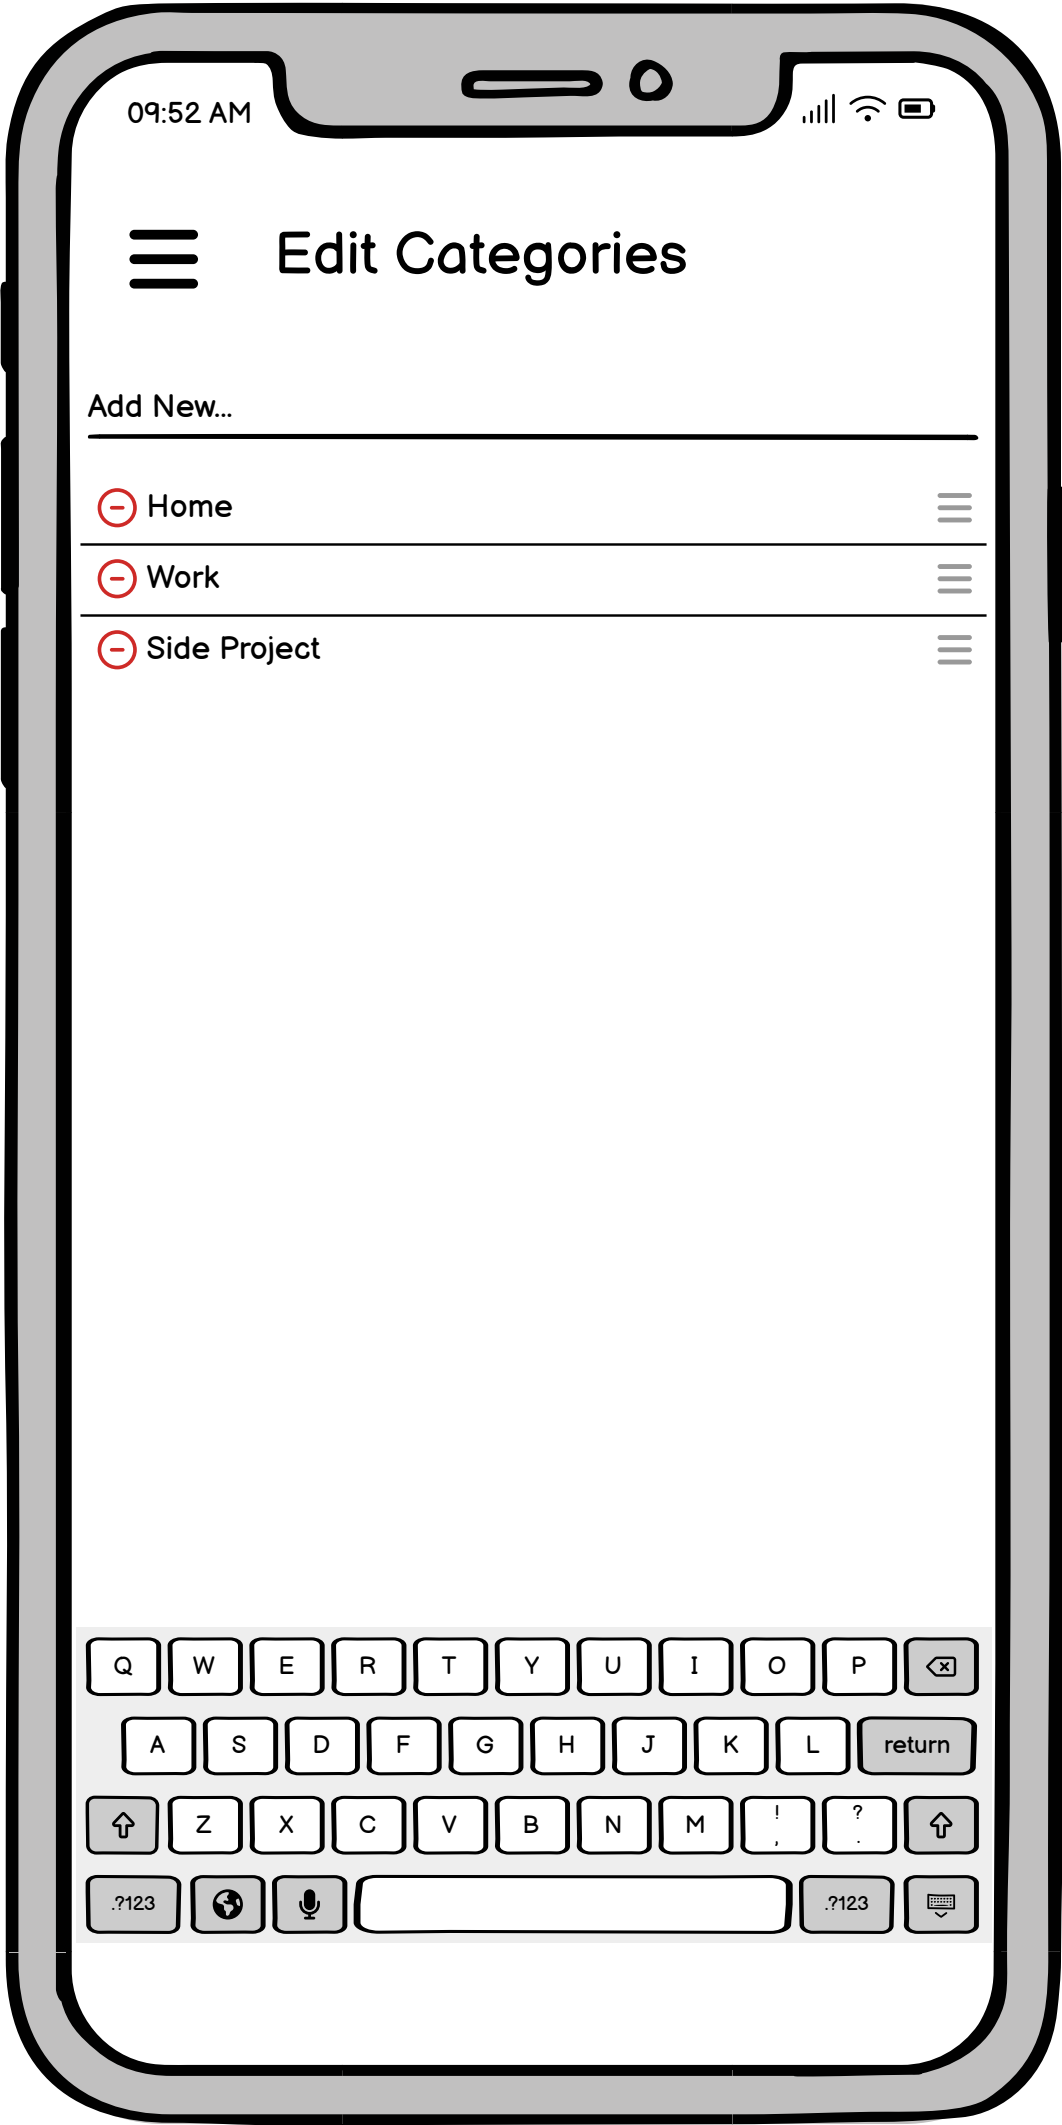 09:52 AM
Edit Categories
Add New...
Home
Work
Side Project
Q W E R T Y U I O P
A S D F G H J K L return
Z X C V B N M ! , ? .
.?123 .?123